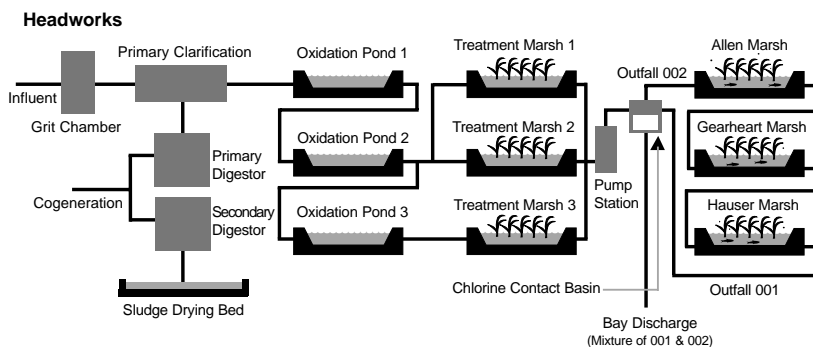 Headworks
Primary Clarification
Oxidation Pond 1
Treatment Marsh 1
Allen Marsh
Outfall 002
Influent
Grit Chamber
Oxidation Pond 2
Treatment Marsh 2
Gearheart Marsh
Primary
Digestor
Pump
Station
Cogeneration
Secondary
Digestor
Oxidation Pond 3
Treatment Marsh 3
Hauser Marsh
Chlorine Contact Basin
Outfall 001
Sludge Drying Bed
Bay Discharge
(Mixture of 001 & 002)